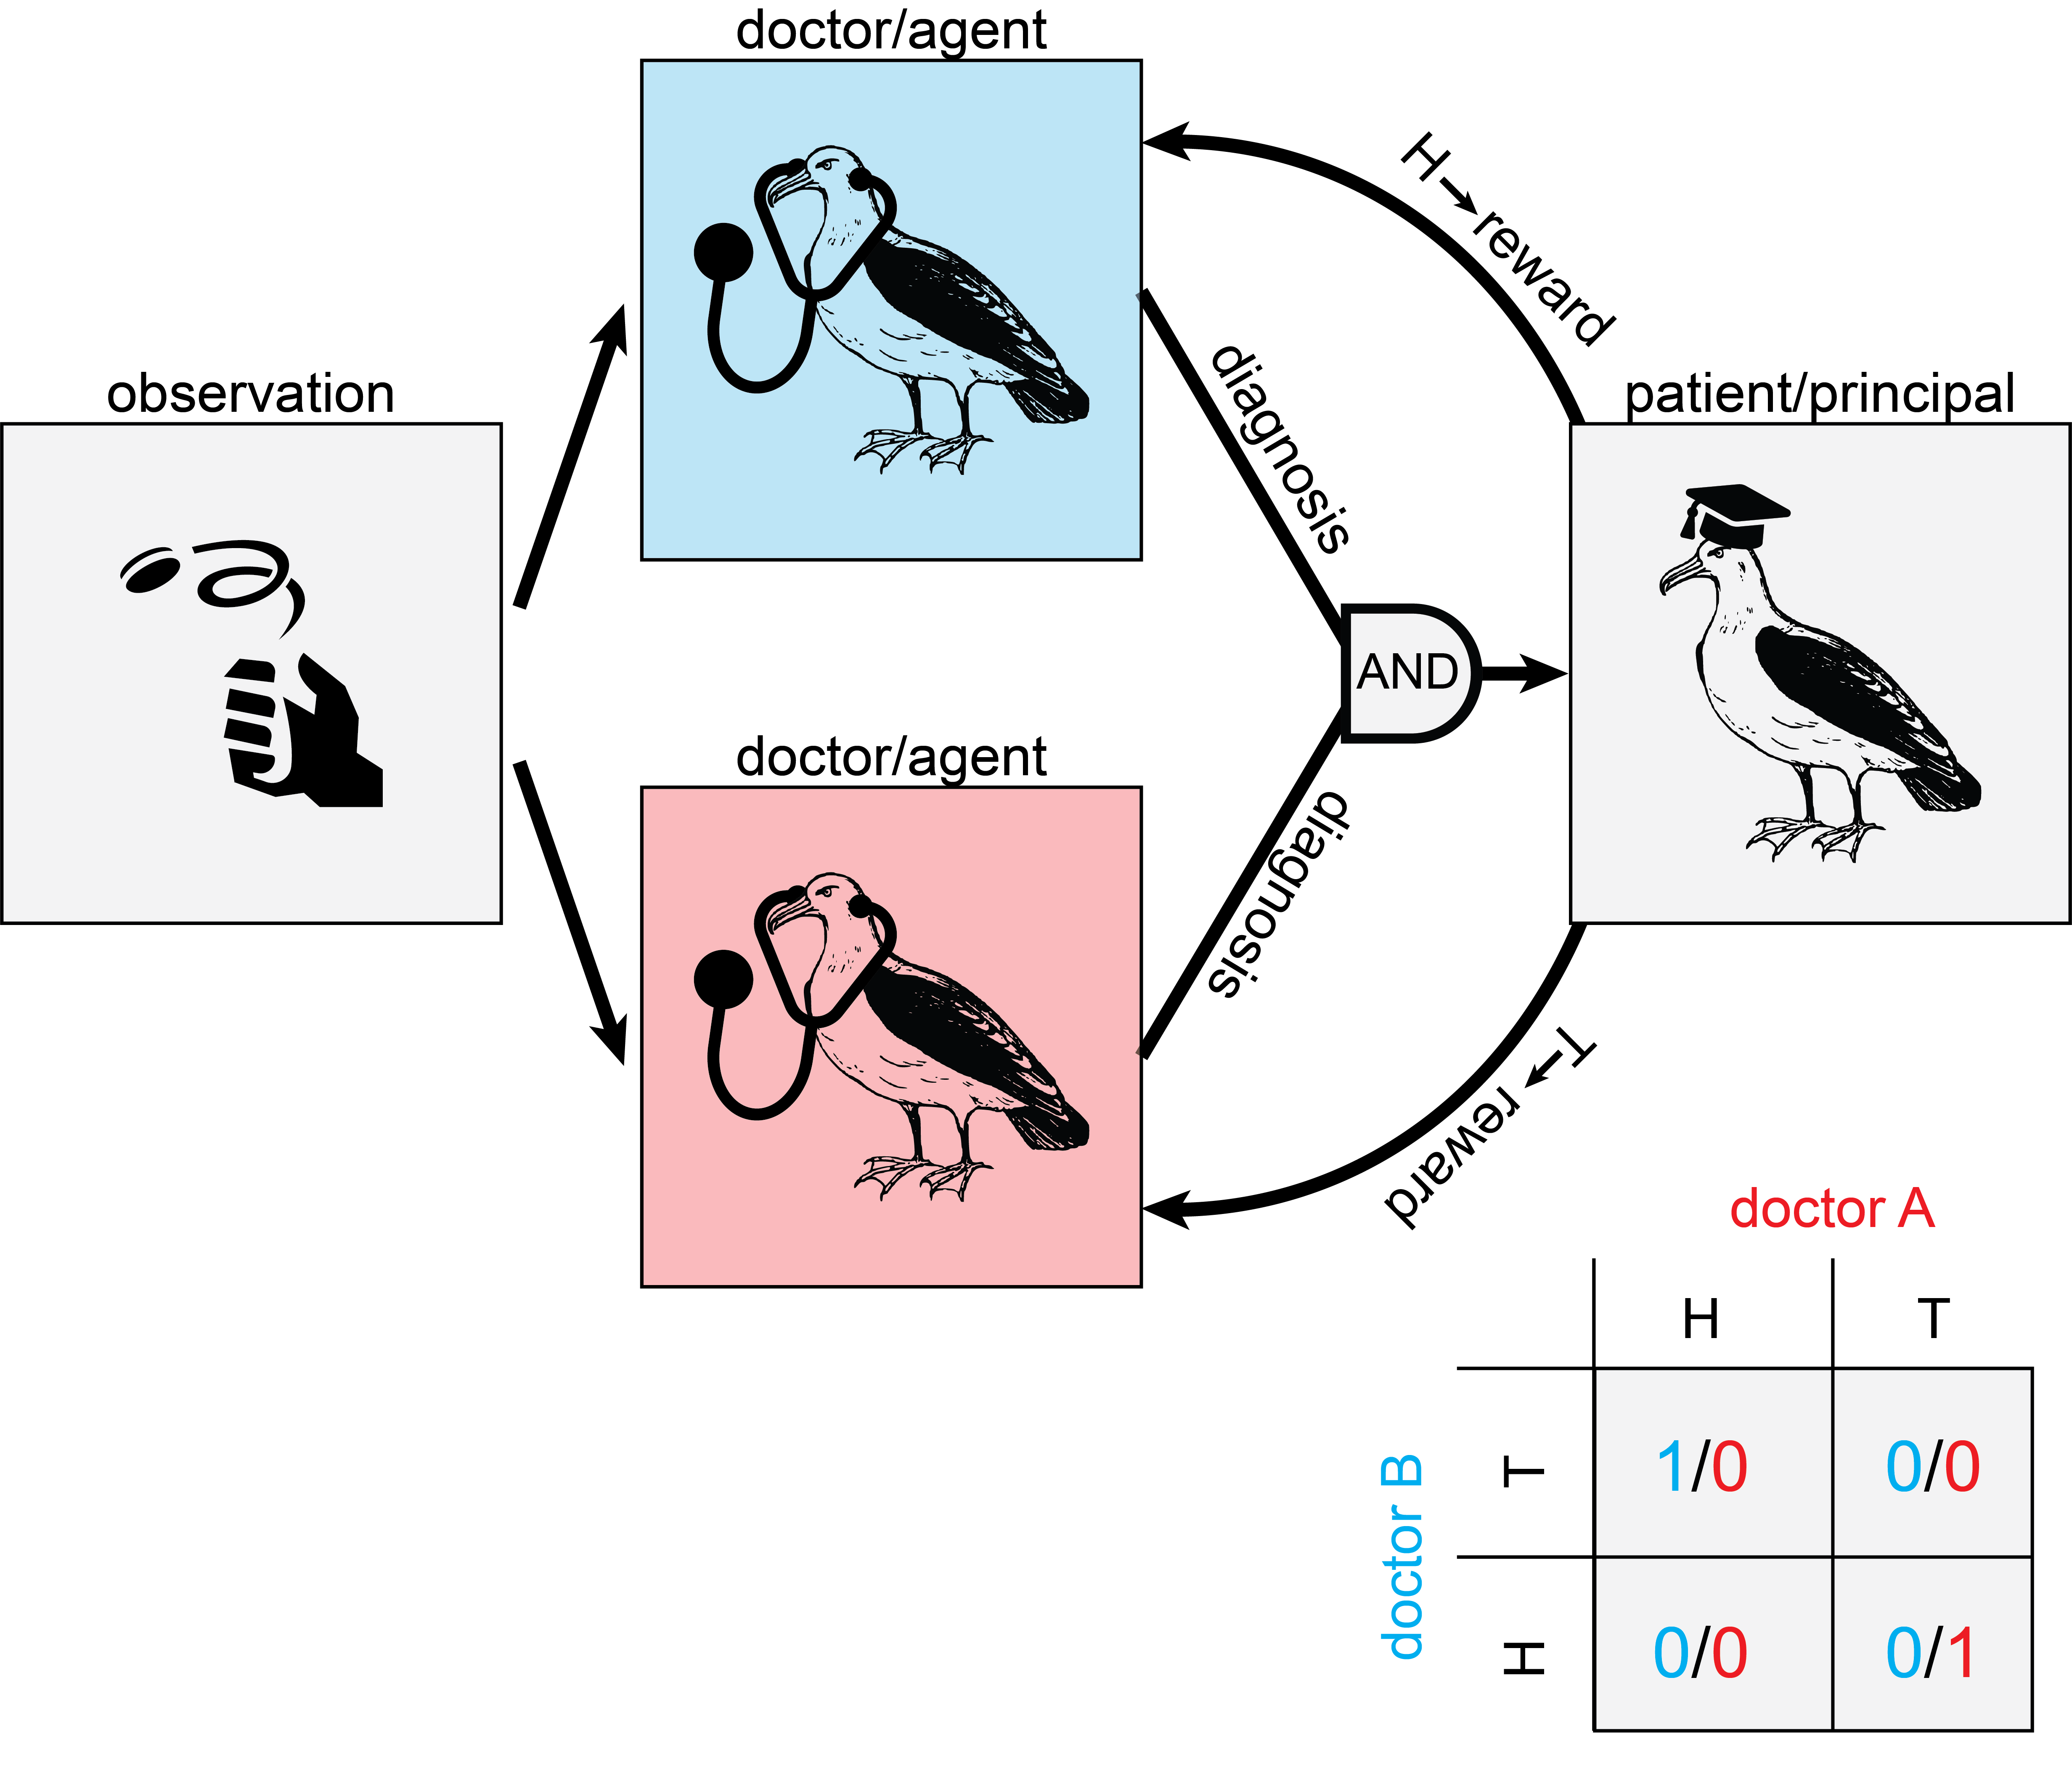 doctor/agent
observation
H→reward
diagnosis
patient/principal
AND
doctor/agent
diagnosis
T→reward
doctor A
H T
doctor B
T 1/0 0/0
H 0/0 0/1